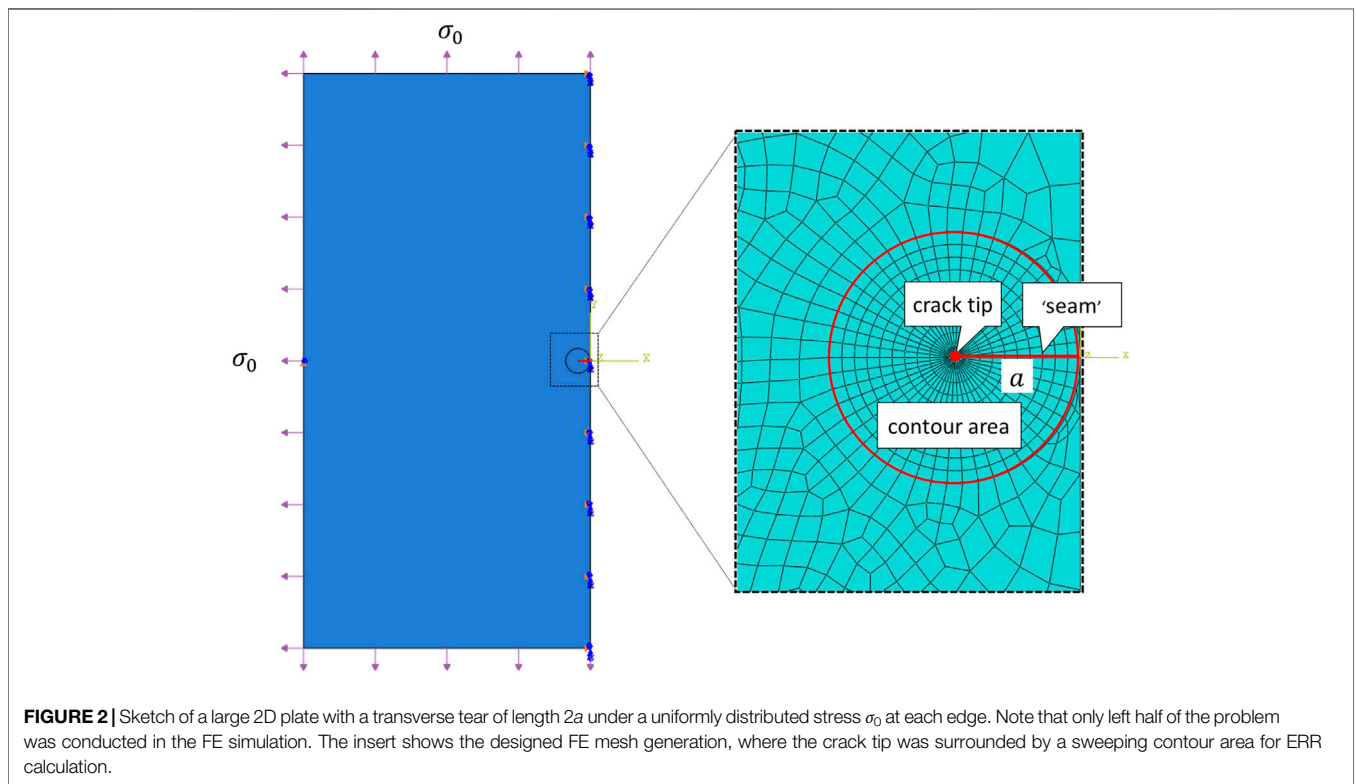 σ₀
σ₀
Y
Z
X
crack tip
'seam'
z
X
a
contour area
FIGURE 2 | Sketch of a large 2D plate with a transverse tear of length 2a under a uniformly distributed stress σ₀ at each edge. Note that only left half of the problem
was conducted in the FE simulation. The insert shows the designed FE mesh generation, where the crack tip was surrounded by a sweeping contour area for ERR
calculation.